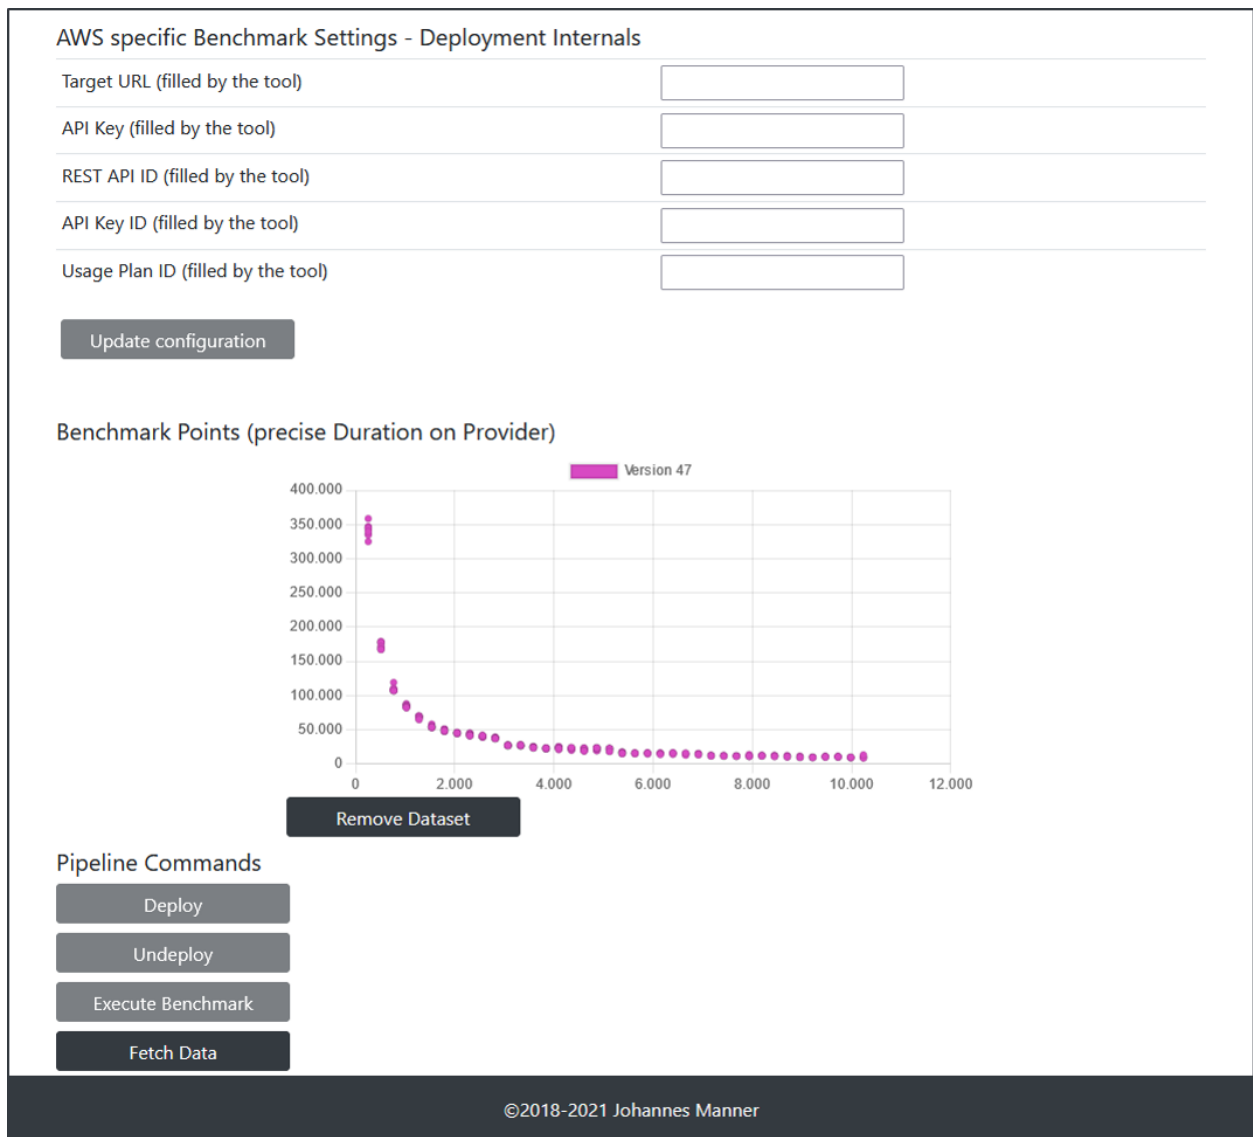 AWS specific Benchmark Settings - Deployment Internals
Target URL (filled by the tool)
API Key (filled by the tool)
REST API ID (filled by the tool)
API Key ID (filled by the tool)
Usage Plan ID (filled by the tool)
Update configuration
Benchmark Points (precise Duration on Provider)
Version 47
400.000
350.000
300.000
250.000
200.000
150.000
100.000
50.000
0
0 2.000 4.000 6.000 8.000 10.000 12.000
Remove Dataset
Pipeline Commands
Deploy
Undeploy
Execute Benchmark
Fetch Data
©2018-2021 Johannes Manner